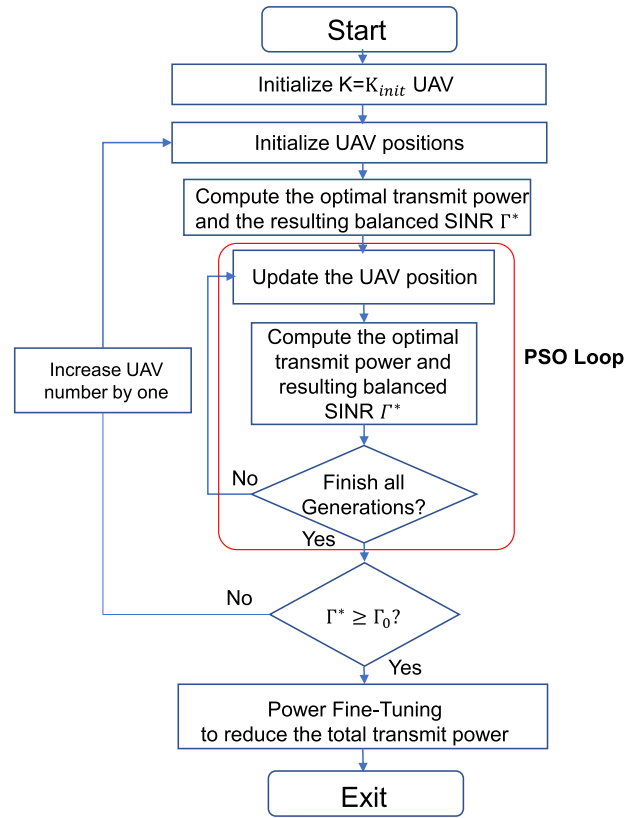 Start
Initialize K=K_init UAV
Initialize UAV positions
Compute the optimal transmit power
and the resulting balanced SINR Γ*
Update the UAV position
Compute the optimal
transmit power and
resulting balanced
SINR Γ*
PSO Loop
Increase UAV
number by one
No
Finish all
Generations?
Yes
No
Γ* ≥ Γ₀?
Yes
Power Fine-Tuning
to reduce the total transmit power
Exit